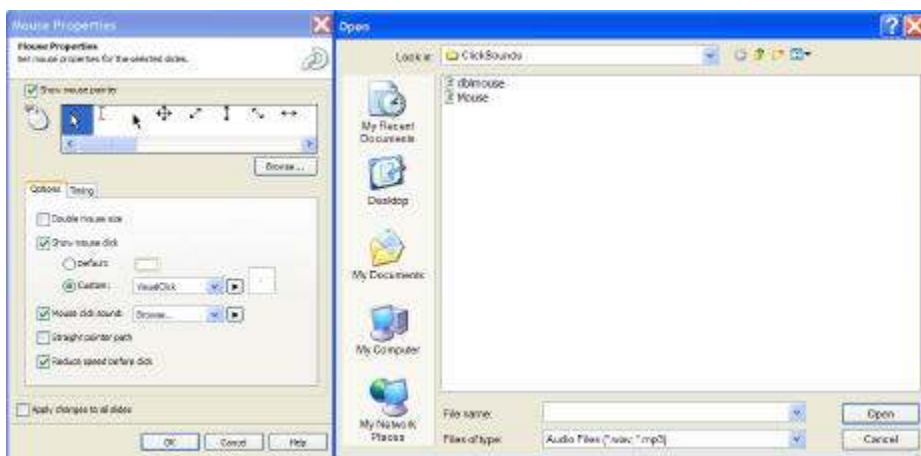 Mouse Properties
Mouse Properties
Set mouse properties for the selected slides.
Show mouse pointer
Browse...
Options
Timing
Double mouse size
Show mouse click
Default:
Custom:
VisualClick
Mouse click sound:
Browse...
Straight pointer path
Reduce speed before click
Apply changes to all slides
OK
Cancel
Help
Open
Look in:
ClickSounds
My Recent
Documents
Desktop
My Documents
My Computer
My Network
Places
dblmouse
Mouse
File name:
Open
Files of type:
Audio Files (*.wav; *.mp3)
Cancel